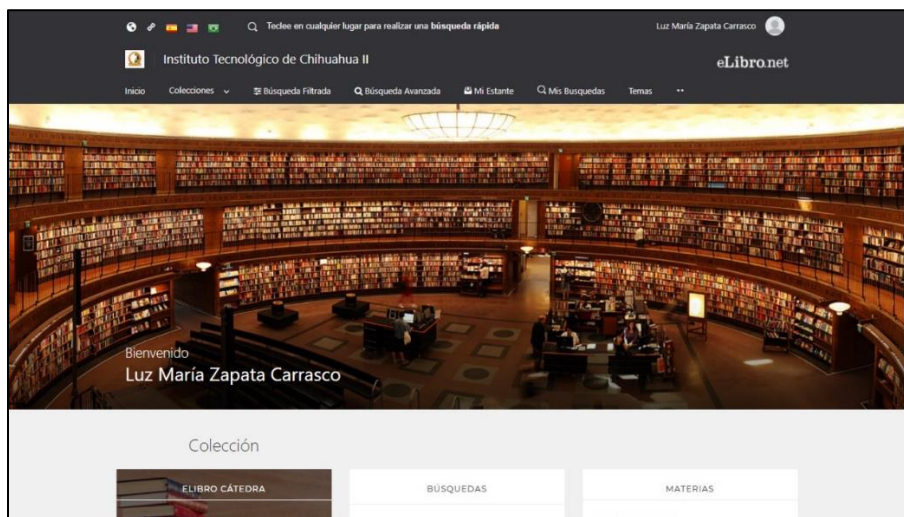 Teclee en cualquier lugar para realizar una búsqueda rápida
Luz María Zapata Carrasco
Instituto Tecnológico de Chihuahua II
eLibro.net
Inicio Colecciones Búsqueda Filtrada Búsqueda Avanzada Mi Estante Mis Busquedas Temas
Bienvenido
Luz María Zapata Carrasco
Colección
ELIBRO CÁTEDRA
BÚSQUEDAS
MATERIAS